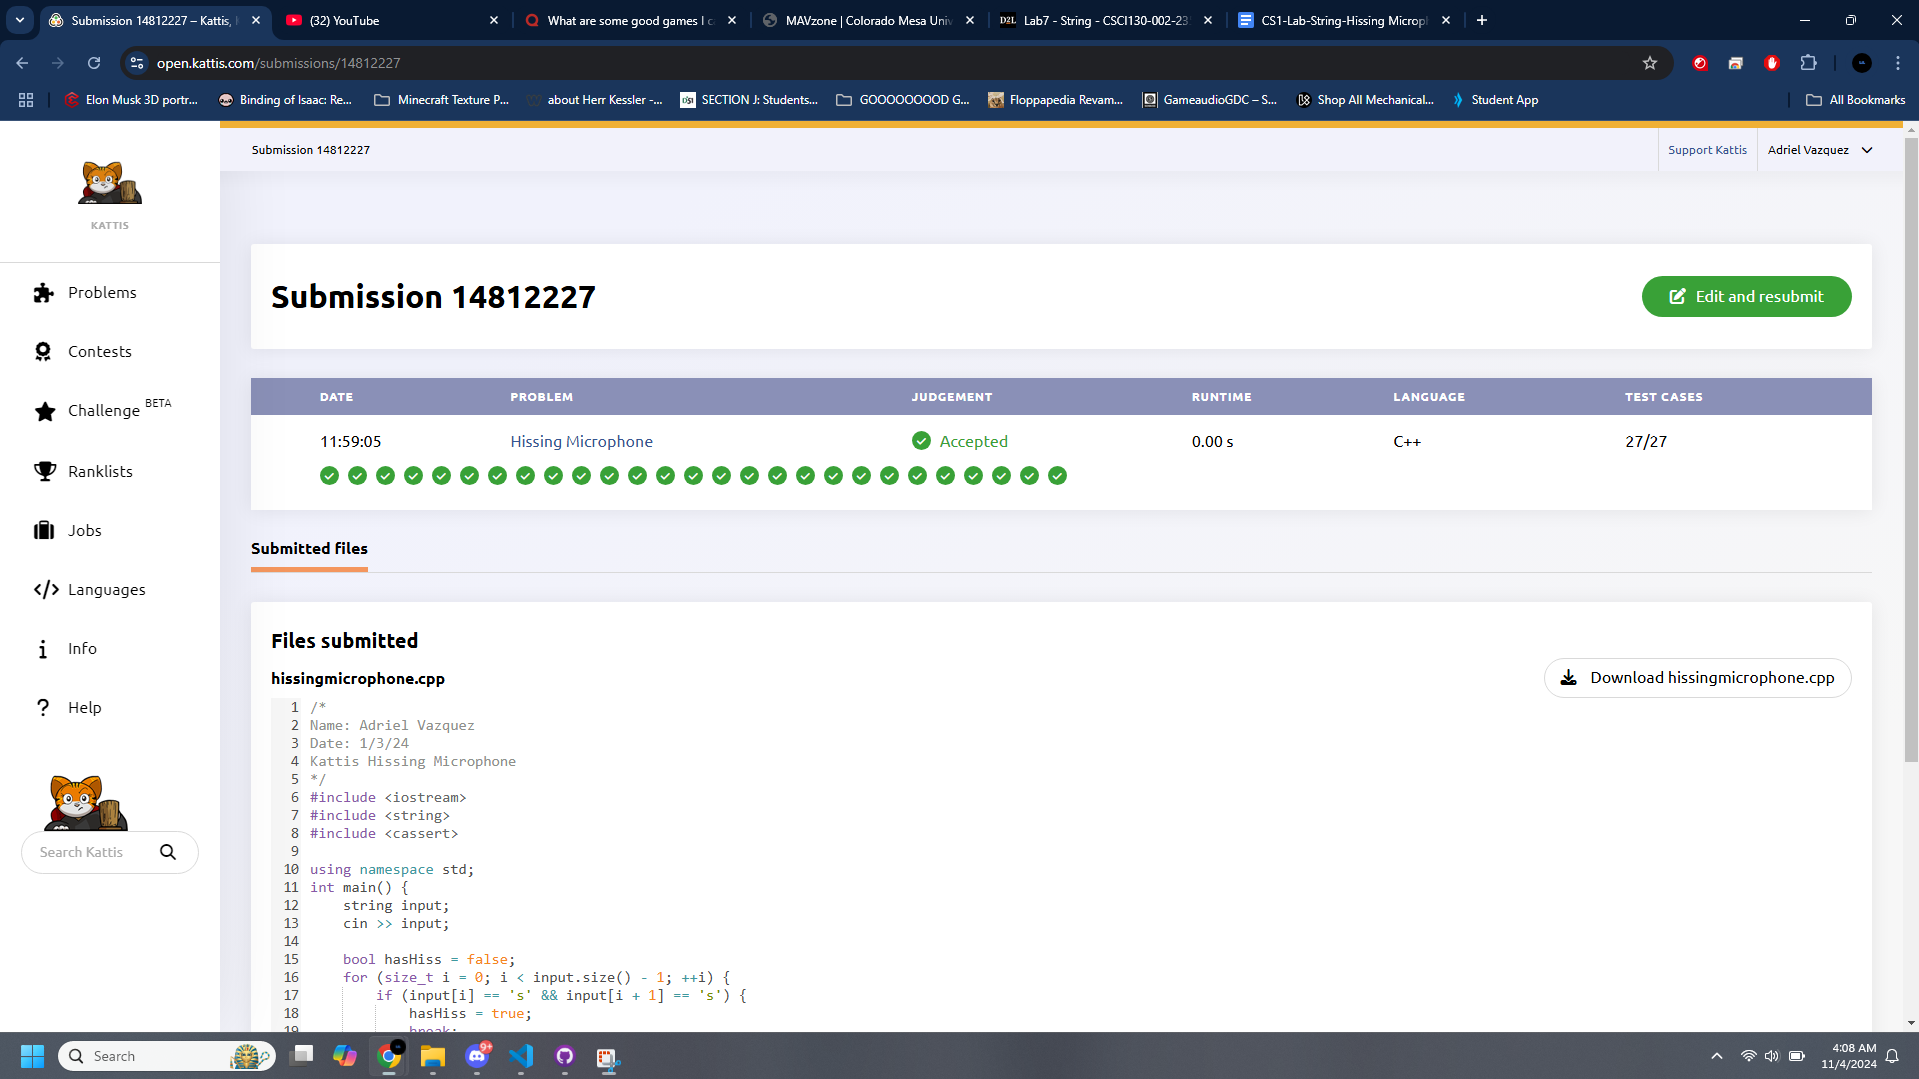 Submission 14812227 – Kattis,
(32) YouTube
What are some good games I c
MAVzone | Colorado Mesa Univ
D2L
Lab7 - String - CSCI130-002-23
CS1-Lab-String-Hissing Microph
open.kattis.com/submissions/14812227
Elon Musk 3D portr...
Binding of Isaac: Re...
Minecraft Texture P...
about Herr Kessler -...
SECTION J: Students...
GOOOOOOOOD G...
Floppapedia Revam...
GameaudioGDC – S...
Shop All Mechanical...
Student App
All Bookmarks
KATTIS
Submission 14812227
Support Kattis
Adriel Vazquez
Problems
Contests
Challenge BETA
Ranklists
Jobs
Languages
Info
Help
Search Kattis
Submission 14812227
Edit and resubmit
DATE PROBLEM JUDGEMENT RUNTIME LANGUAGE TEST CASES
11:59:05 Hissing Microphone Accepted 0.00 s C++ 27/27
Submitted files
Files submitted
hissingmicrophone.cpp
Download hissingmicrophone.cpp
1 /*
2 Name: Adriel Vazquez
3 Date: 1/3/24
4 Kattis Hissing Microphone
5 */
6 #include <iostream>
7 #include <string>
8 #include <cassert>
9
10 using namespace std;
11 int main() {
12 string input;
13 cin >> input;
14
15 bool hasHiss = false;
16 for (size_t i = 0; i < input.size() - 1; ++i) {
17 if (input[i] == 's' && input[i + 1] == 's') {
18 hasHiss = true;
19 break;
Search
9+
4:08 AM
11/4/2024